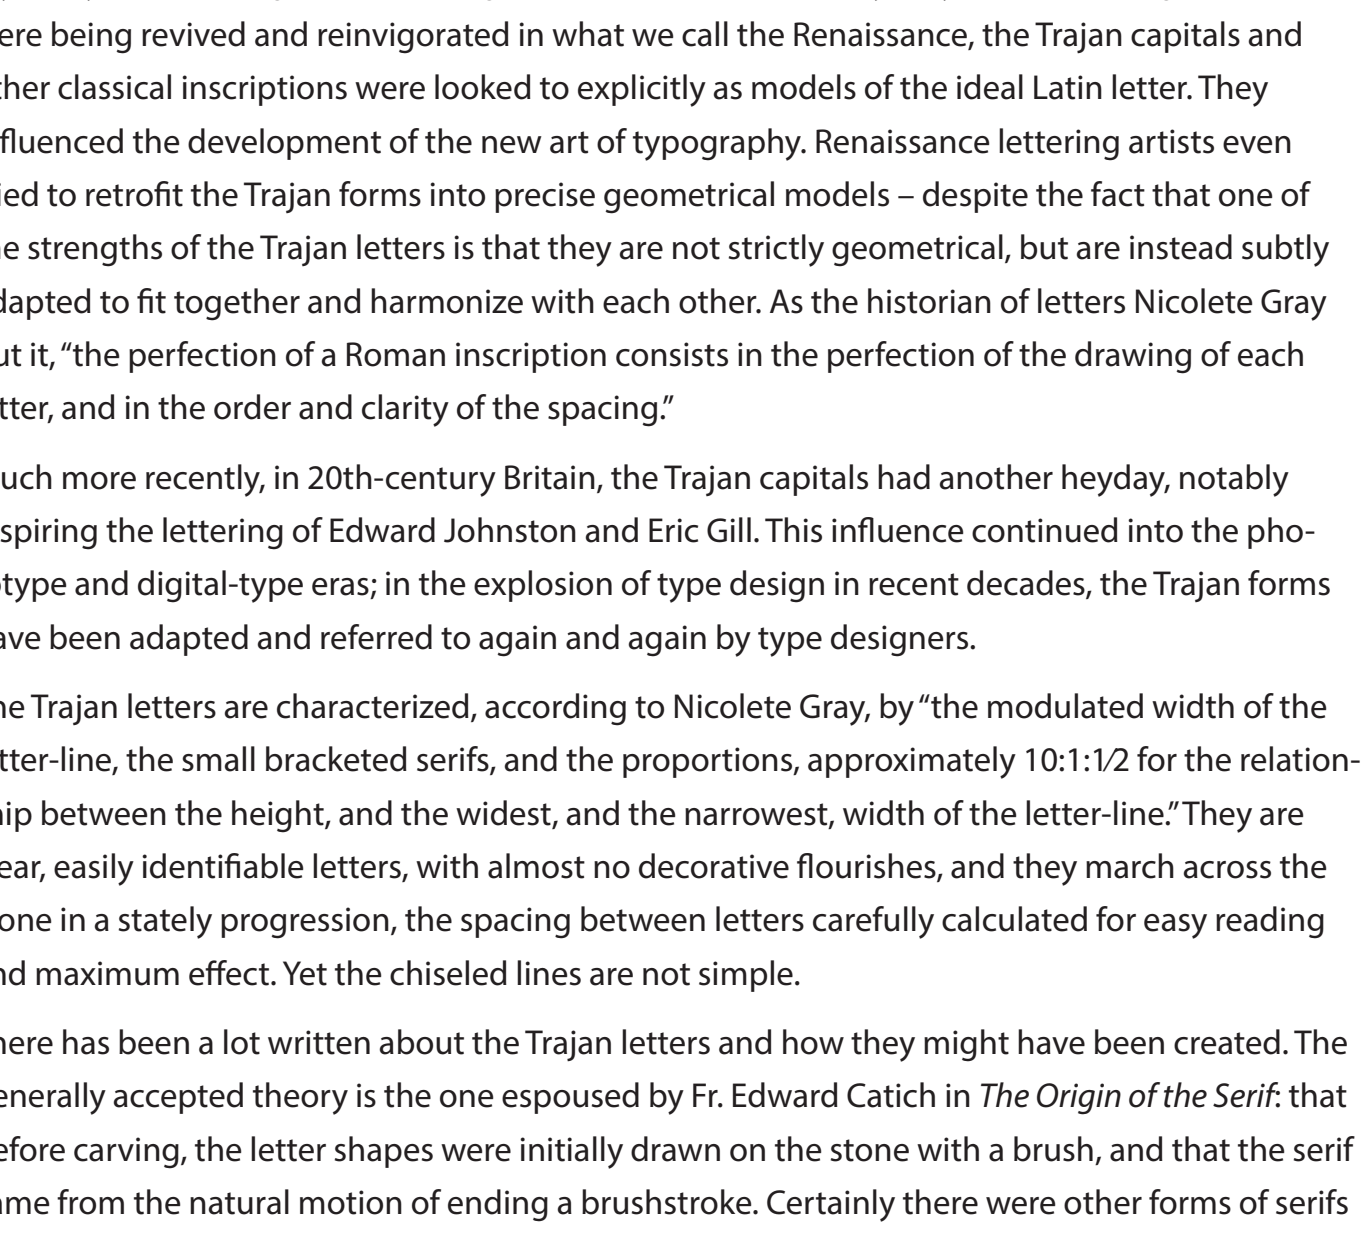 ere being revived and reinvigorated in what we call the Renaissance, the Trajan capitals and
ther classical inscriptions were looked to explicitly as models of the ideal Latin letter. They
fluenced the development of the new art of typography. Renaissance lettering artists even
ied to retrofit the Trajan forms into precise geometrical models – despite the fact that one of
e strengths of the Trajan letters is that they are not strictly geometrical, but are instead subtly
dapted to fit together and harmonize with each other. As the historian of letters Nicolete Gray
ut it, “the perfection of a Roman inscription consists in the perfection of the drawing of each
tter, and in the order and clarity of the spacing.”
uch more recently, in 20th-century Britain, the Trajan capitals had another heyday, notably
spiring the lettering of Edward Johnston and Eric Gill. This influence continued into the pho-
otype and digital-type eras; in the explosion of type design in recent decades, the Trajan forms
ave been adapted and referred to again and again by type designers.
he Trajan letters are characterized, according to Nicolete Gray, by “the modulated width of the
tter-line, the small bracketed serifs, and the proportions, approximately 10:1:1/2 for the relation-
hip between the height, and the widest, and the narrowest, width of the letter-line.” They are
ear, easily identifiable letters, with almost no decorative flourishes, and they march across the
one in a stately progression, the spacing between letters carefully calculated for easy reading
nd maximum effect. Yet the chiseled lines are not simple.
here has been a lot written about the Trajan letters and how they might have been created. The
enerally accepted theory is the one espoused by Fr. Edward Catich in The Origin of the Serif: that
efore carving, the letter shapes were initially drawn on the stone with a brush, and that the serif
ame from the natural motion of ending a brushstroke. Certainly there were other forms of serifs